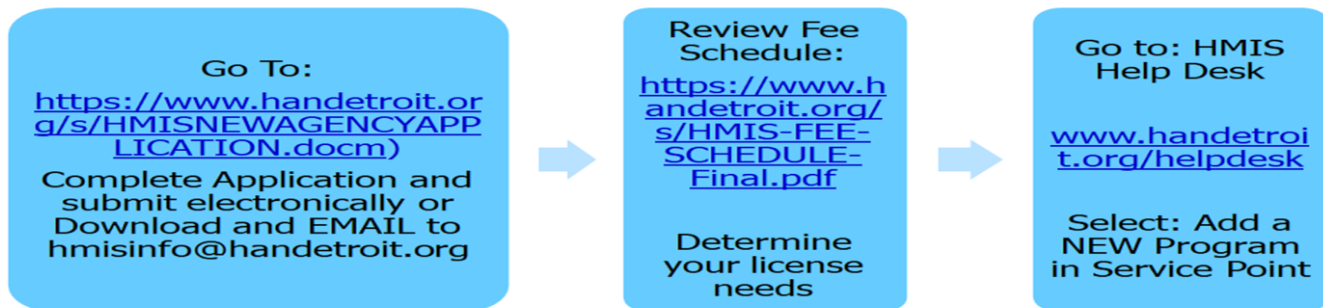 Go To:
https://www.handetroit.or
g/s/HMISNEWAGENCYAPP
LICATION.docm)
Complete Application and
submit electronically or
Download and EMAIL to
hmisinfo@handetroit.org
Review Fee
Schedule:
https://www.h
andetroit.org/
s/HMIS-FEE-
SCHEDULE-
Final.pdf
Determine
your license
needs
Go to: HMIS
Help Desk
www.handetroi
t.org/helpdesk
Select: Add a
NEW Program
in Service Point